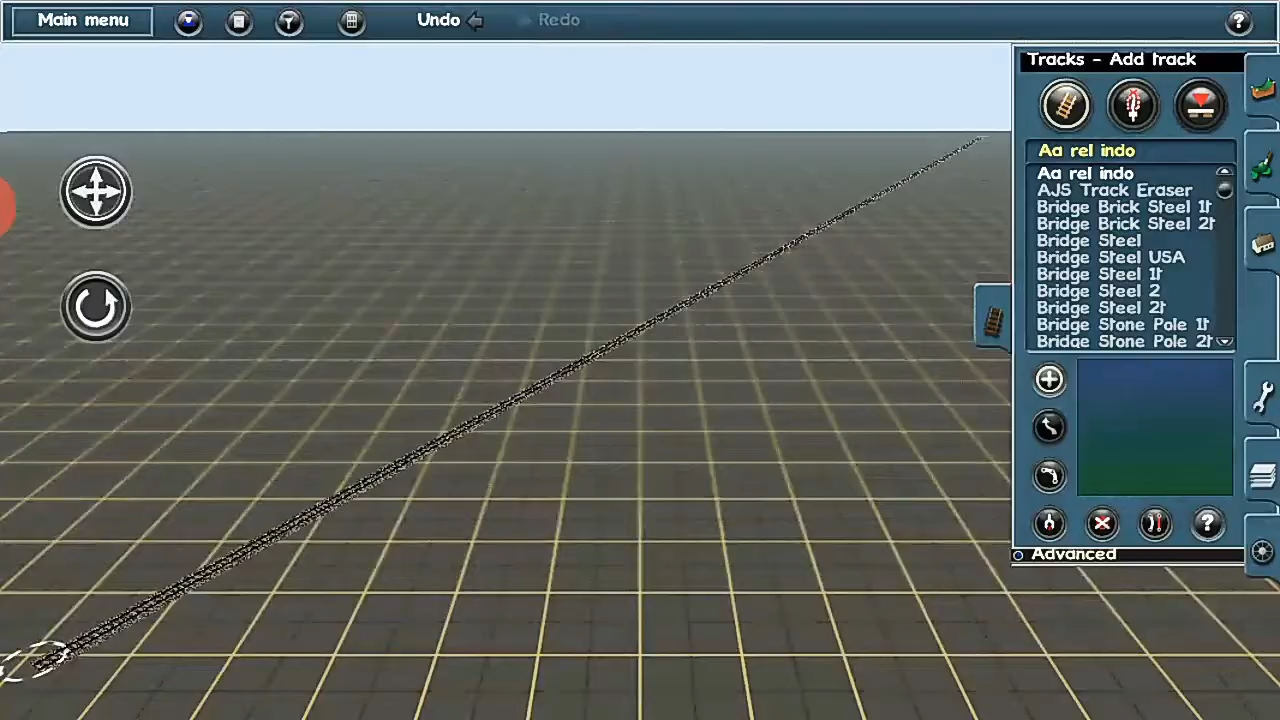 Main menu
Undo
Redo
?
Tracks - Add track
Aa rel indo
Aa rel indo
AJS Track Eraser
Bridge Brick Steel 1t
Bridge Brick Steel 2t
Bridge Steel
Bridge Steel USA
Bridge Steel 1t
Bridge Steel 2
Bridge Steel 2t
Bridge Stone Pole 1t
Bridge Stone Pole 2t
?
Advanced